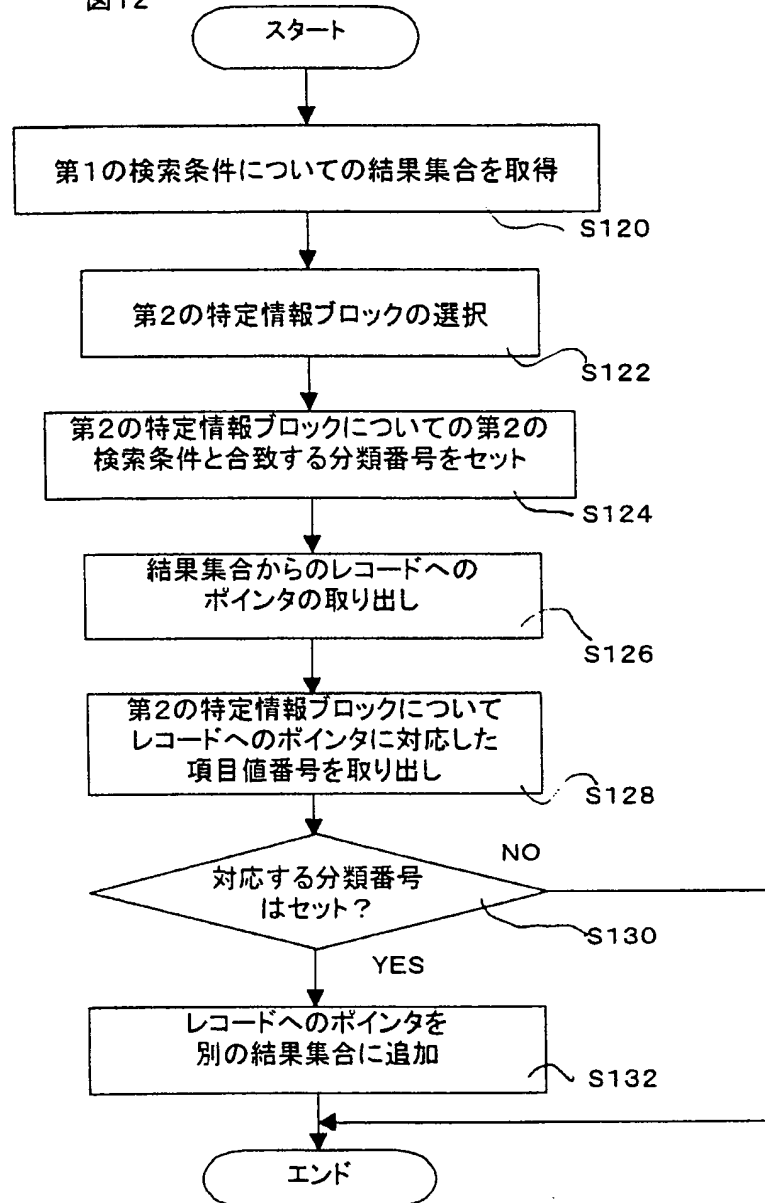 図12
スタート
第1の検索条件についての結果集合を取得
S120
第2の特定情報ブロックの選択
S122
第2の特定情報ブロックについての第2の
検索条件と合致する分類番号をセット
S124
結果集合からのレコードへの
ポインタの取り出し
S126
第2の特定情報ブロックについて
レコードへのポインタに対応した
項目値番号を取り出し
S128
NO
対応する分類番号
はセット?
S130
YES
レコードへのポインタを
別の結果集合に追加
S132
エンド